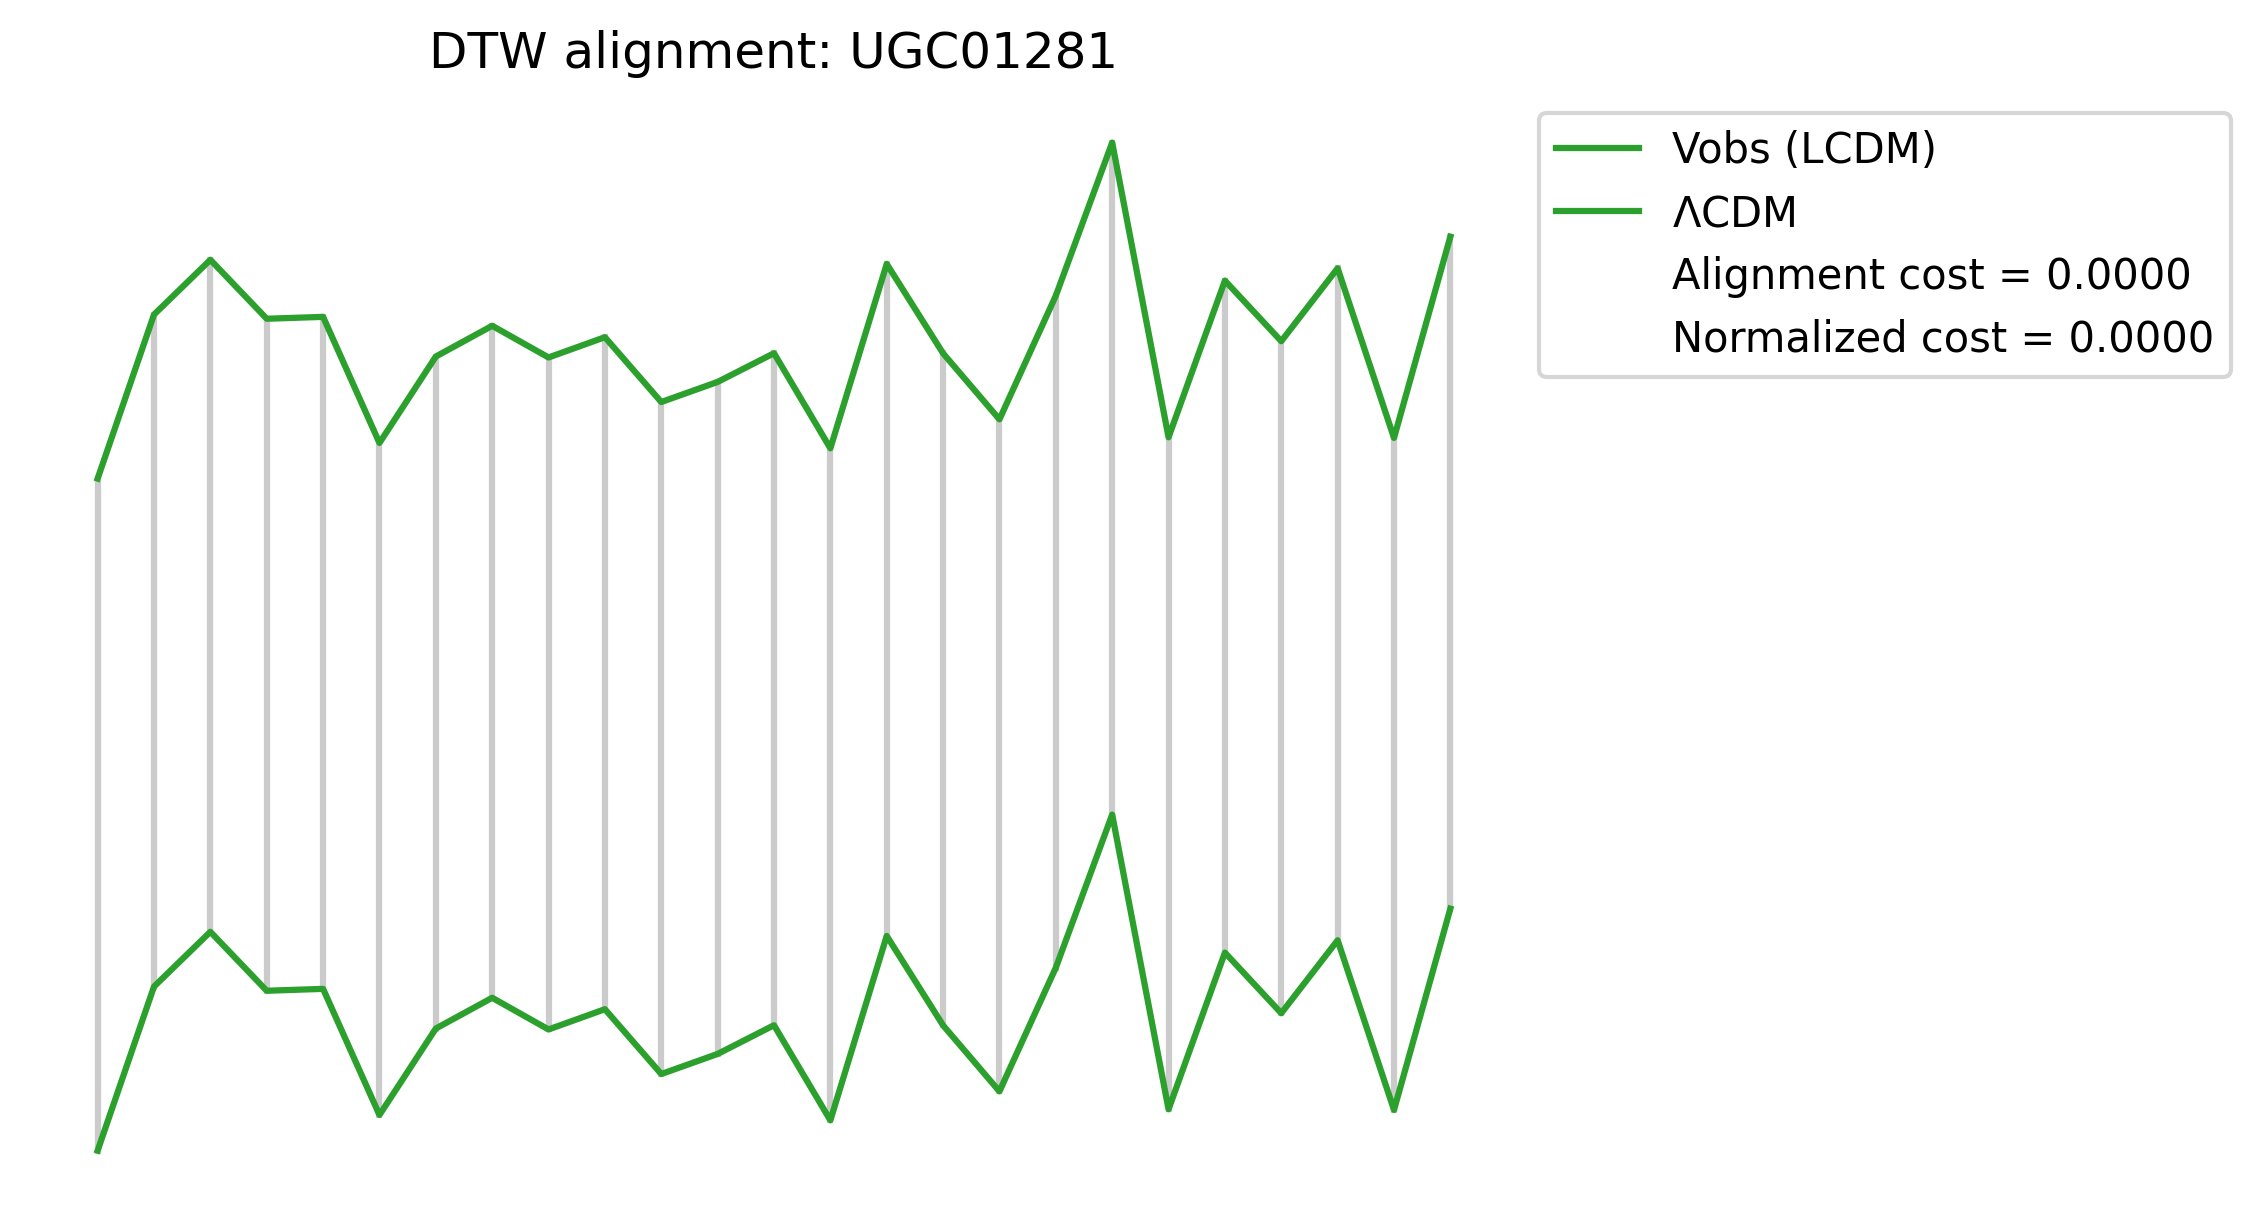 DTW alignment: UGC01281
Vobs (LCDM)
ΛCDM
Alignment cost = 0.0000
Normalized cost = 0.0000